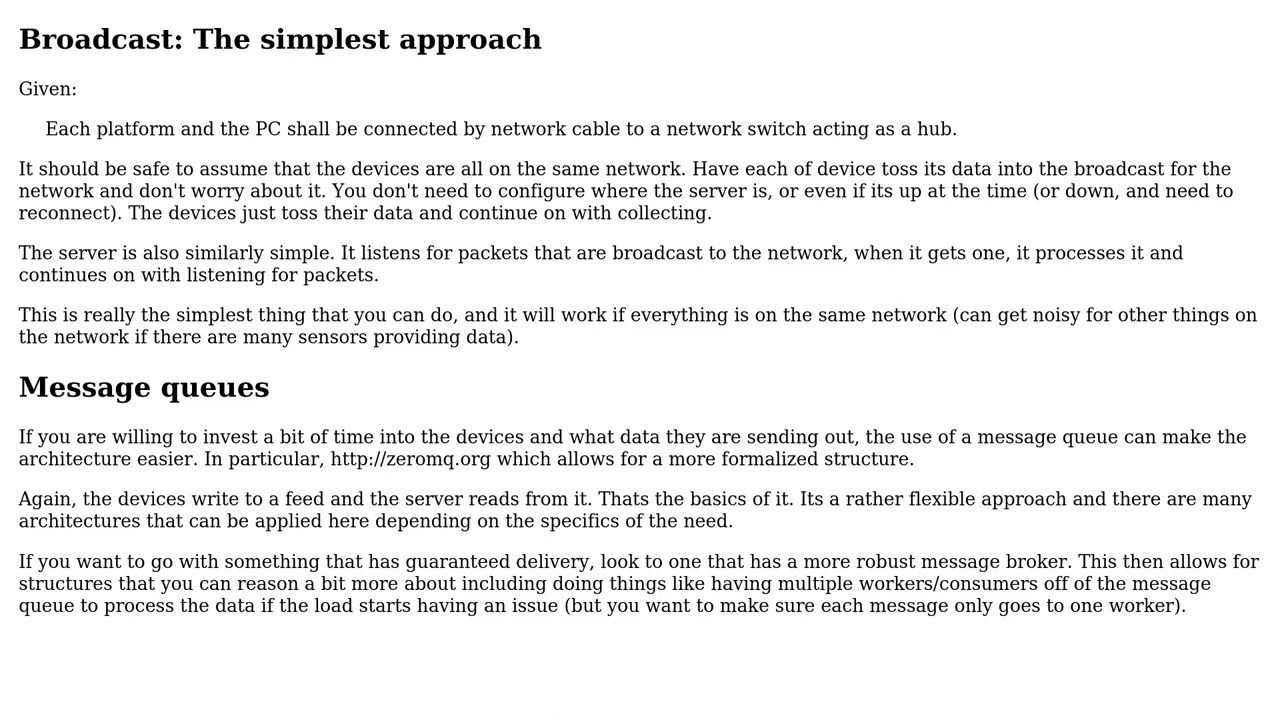 Broadcast: The simplest approach
Given:
Each platform and the PC shall be connected by network cable to a network switch acting as a hub.
It should be safe to assume that the devices are all on the same network. Have each of device toss its data into the broadcast for the
network and don't worry about it. You don't need to configure where the server is, or even if its up at the time (or down, and need to
reconnect). The devices just toss their data and continue on with collecting.
The server is also similarly simple. It listens for packets that are broadcast to the network, when it gets one, it processes it and
continues on with listening for packets.
This is really the simplest thing that you can do, and it will work if everything is on the same network (can get noisy for other things on
the network if there are many sensors providing data).
Message queues
If you are willing to invest a bit of time into the devices and what data they are sending out, the use of a message queue can make the
architecture easier. In particular, http://zeromq.org which allows for a more formalized structure.
Again, the devices write to a feed and the server reads from it. Thats the basics of it. Its a rather flexible approach and there are many
architectures that can be applied here depending on the specifics of the need.
If you want to go with something that has guaranteed delivery, look to one that has a more robust message broker. This then allows for
structures that you can reason a bit more about including doing things like having multiple workers/consumers off of the message
queue to process the data if the load starts having an issue (but you want to make sure each message only goes to one worker).